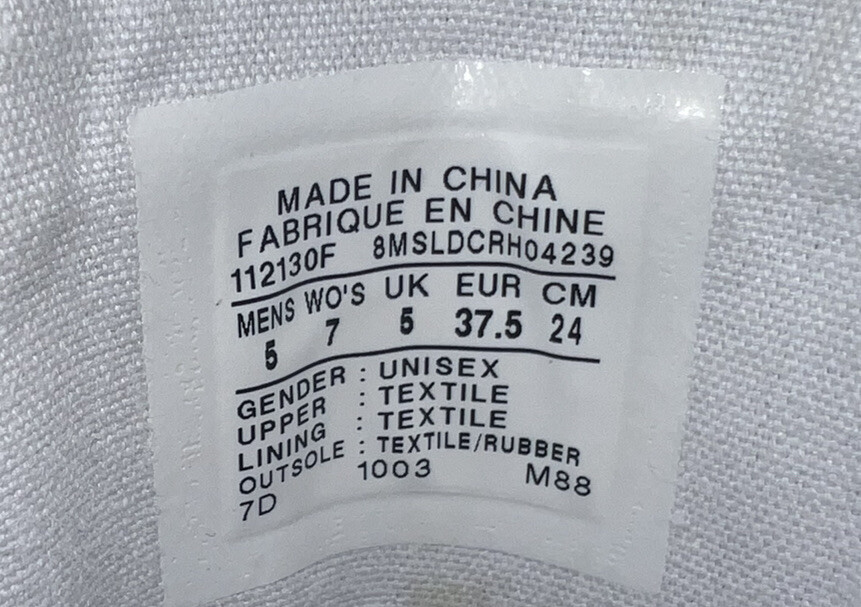 MADE IN CHINA
FABRIQUE EN CHINE
112130F 8MSLDCRH04239
MENS WO'S UK EUR CM
5 7 5 37.5 24
GENDER : UNISEX
UPPER : TEXTILE
LINING : TEXTILE
OUTSOLE : TEXTILE/RUBBER
7D 1003 M88